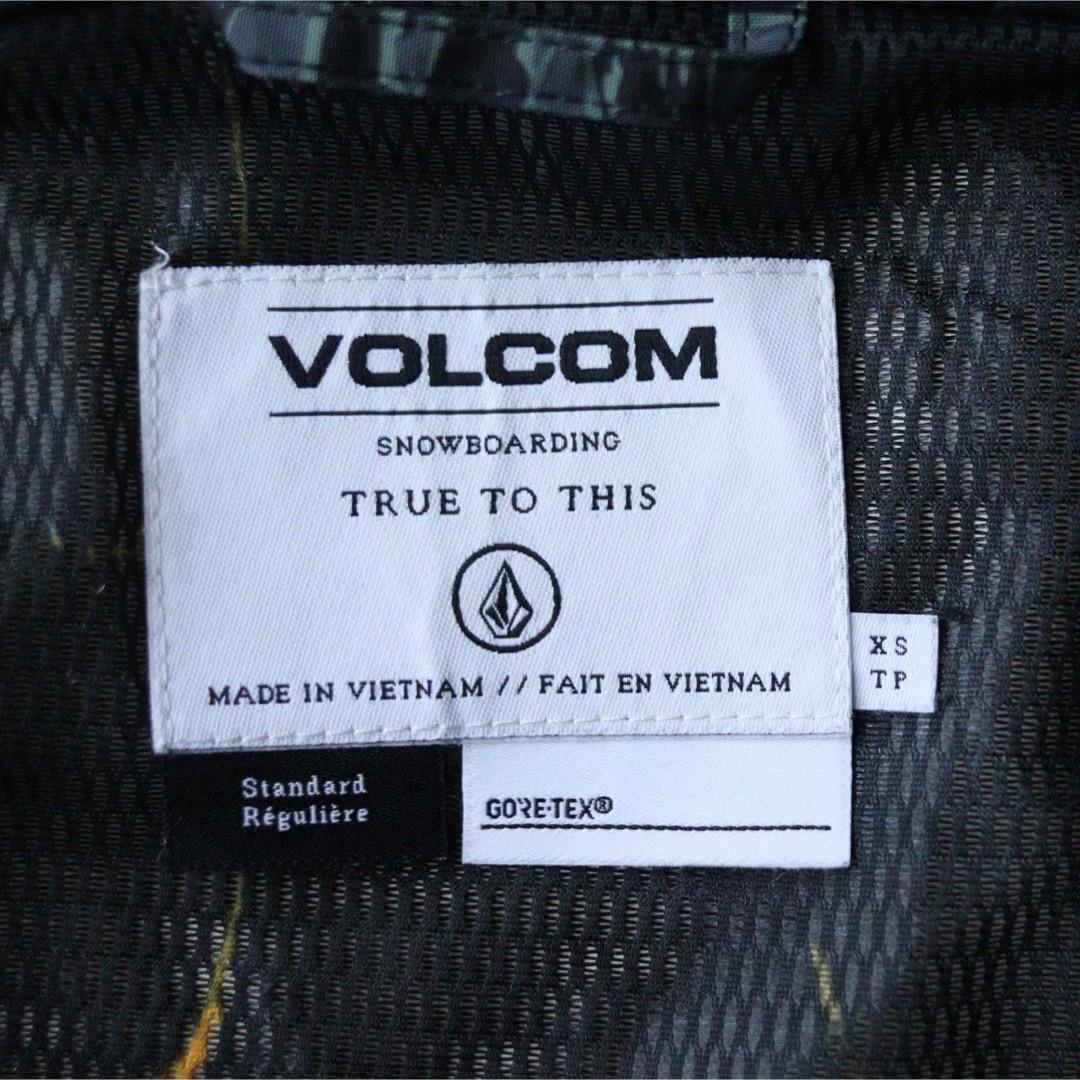 VOLCOM
SNOWBOARDING
TRUE TO THIS
MADE IN VIETNAM // FAIT EN VIETNAM
XS
TP
Standard
Régulière
GORE-TEX®